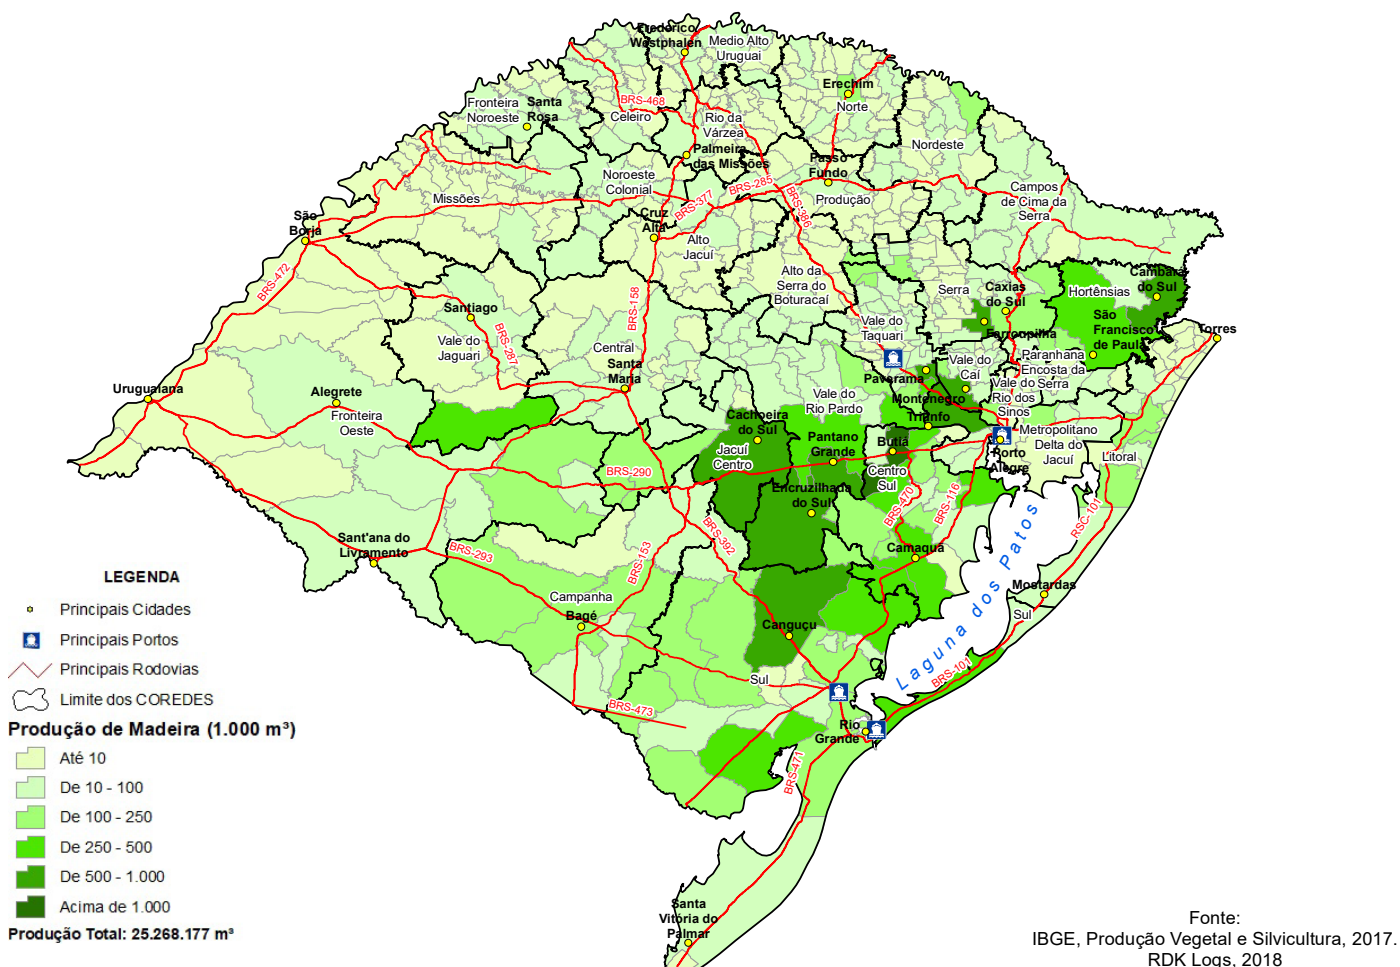 Frederico
Westphalen
Medio Alto
Uruguai
Erechim
Norte
Fronteira
Noroeste
Santa
Rosa
BRS-468
Celeiro
Rio da
Várzea
Palmeira
das Missões
Nordeste
Passo
Fundo
Noroeste
Colonial
BRS-377
BRS-285
BRS-386
Produção
Campos
de Cima da
Serra
Missões
São
Borja
Cruz
Alta
Alto
Jacuí
BRS-472
Alto da
Serra do
Boturacaí
Serra
Caxias
do Sul
Hortênsias
Cambará
do Sul
BRS-158
Santiago
BRS-287
Vale do
Jaguari
Central
Santa
Maria
Vale do
Taquari
Farroupilha
São
Francisco
de Paula
Torres
Paranhana
Encosta da
Serra
Vale do
Caí
Paverama
Vale do
Rio dos
Sinos
Uruguaiana
Alegrete
Fronteira
Oeste
Vale do
Rio Pardo
Montenegro
Trianfo
Cachoeira
do Sul
Jacuí
Centro
Pantano
Grande
Butiá
Centro
Sul
Metropolitano
Delta do
Jacuí
Porto
Alegre
Litoral
BRS-290
Encruzilhada
do Sul
BRS-470
BRS-116
RSC-101
BRS-392
Sant'ana do
Livramento
BRS-293
BRS-153
Camaquã
Laguna dos Patos
Mostardas
Sul
Campanha
Bagé
Canguçu
Sul
BRS-101
BRS-473
Rio
Grande
BRS-471
Santa
Vitória do
Palmar
LEGENDA
Principais Cidades
Principais Portos
Principais Rodovias
Limite dos COREDES
Produção de Madeira (1.000 m³)
Até 10
De 10 - 100
De 100 - 250
De 250 - 500
De 500 - 1.000
Acima de 1.000
Produção Total: 25.268.177 m³
Fonte:
IBGE, Produção Vegetal e Silvicultura, 2017.
RDK Logs, 2018